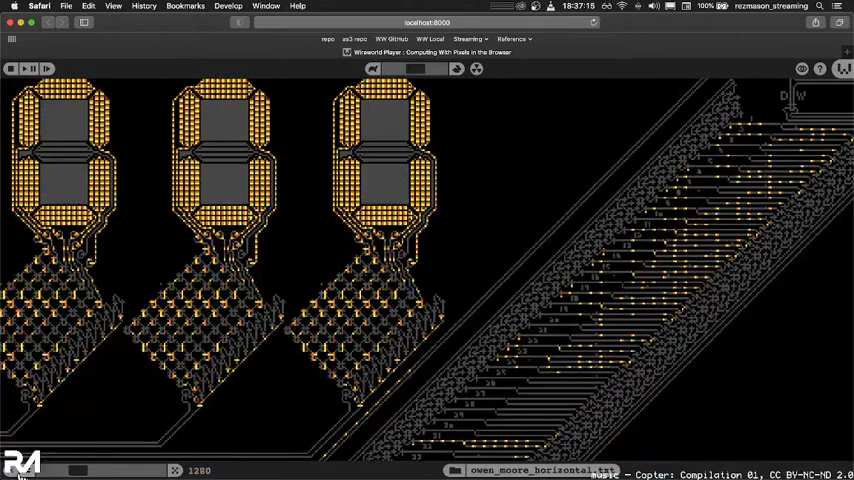 Safari File Edit View History Bookmarks Develop Window Help
18:37:15
100%
rezmason_streaming
localhost:8000
repo as3 repo WW GitHub WW Local Streaming Reference
Wireworld Player : Computing With Pixels in the Browser
?
W
D W
RM
1280
owen_moore_horizontal.txt
music - Copter: Compilation 01, CC BY-NC-ND 2.0